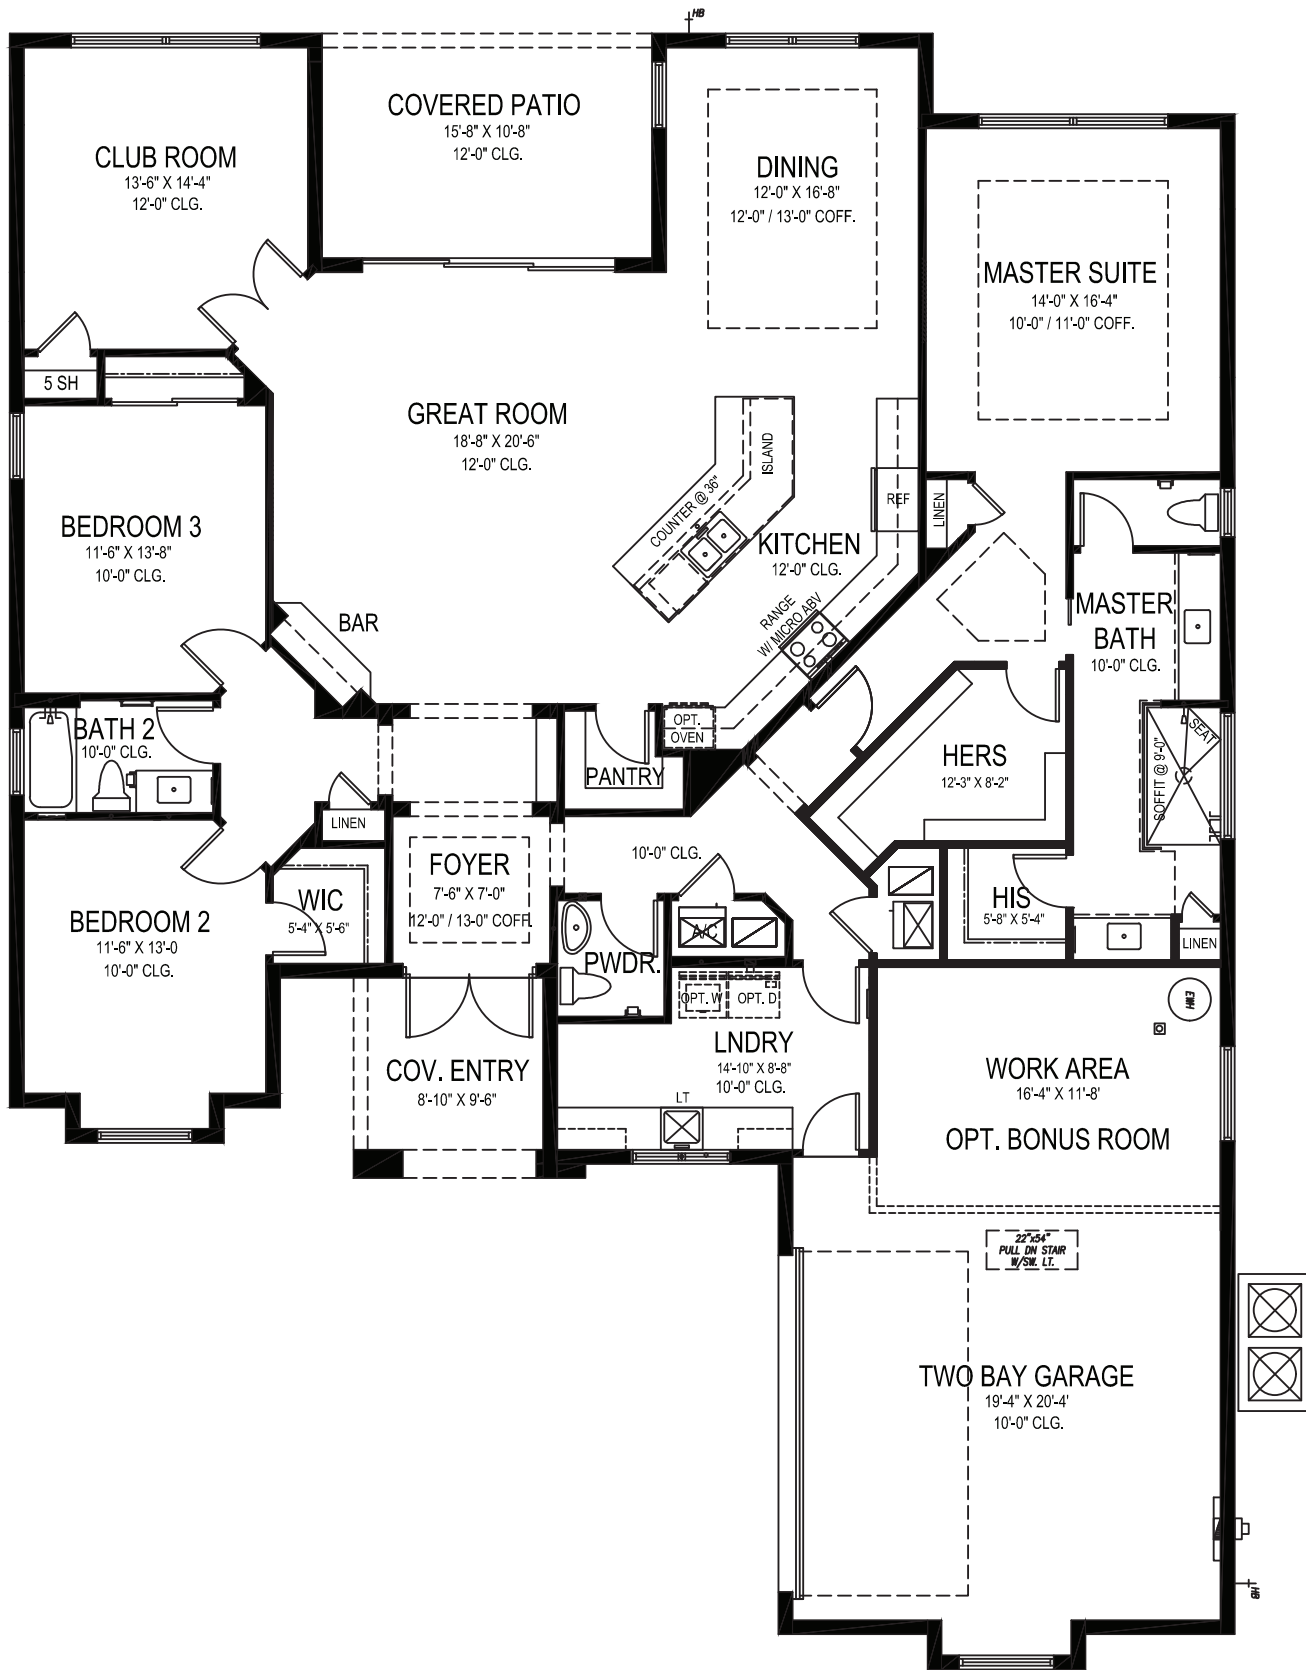 HB
COVERED PATIO
15'-8" X 10'-8"
12'-0" CLG.
CLUB ROOM
13'-6" X 14'-4"
12'-0" CLG.
DINING
12'-0" X 16'-8"
12'-0" / 13'-0" COFF.
MASTER SUITE
14'-0" X 16'-4"
10'-0" / 11'-0" COFF.
5 SH
GREAT ROOM
18'-8" X 20'-6"
12'-0" CLG.
ISLAND
COUNTER @ 36"
REF
LINEN
BEDROOM 3
11'-6" X 13'-8"
10'-0" CLG.
KITCHEN
12'-0" CLG.
RANGE
W/ MICRO ABV
BAR
MASTER
BATH
10'-0" CLG.
BATH 2
10'-0" CLG.
OPT.
OVEN
PANTRY
SEAT
SOFFIT @ 9'-0"
HERS
12'-3" X 8'-2"
LINEN
10'-0" CLG.
FOYER
7'-6" X 7'-0"
12'-0" / 13-0" COFF.
WIC
5'-4" X 5'-6"
HIS
5'-8" X 5'-4"
BEDROOM 2
11'-6" X 13'-0
10'-0" CLG.
A/C
PWDR.
LINEN
OPT. W
OPT. D
EWH
LNDRY
14'-10" X 8'-8"
10'-0" CLG.
LT
COV. ENTRY
8'-10" X 9'-6"
WORK AREA
16'-4" X 11'-8'
OPT. BONUS ROOM
22"x54"
PULL DN STAIR
W/SW. LT.
TWO BAY GARAGE
19'-4" X 20'-4'
10'-0" CLG.
HB